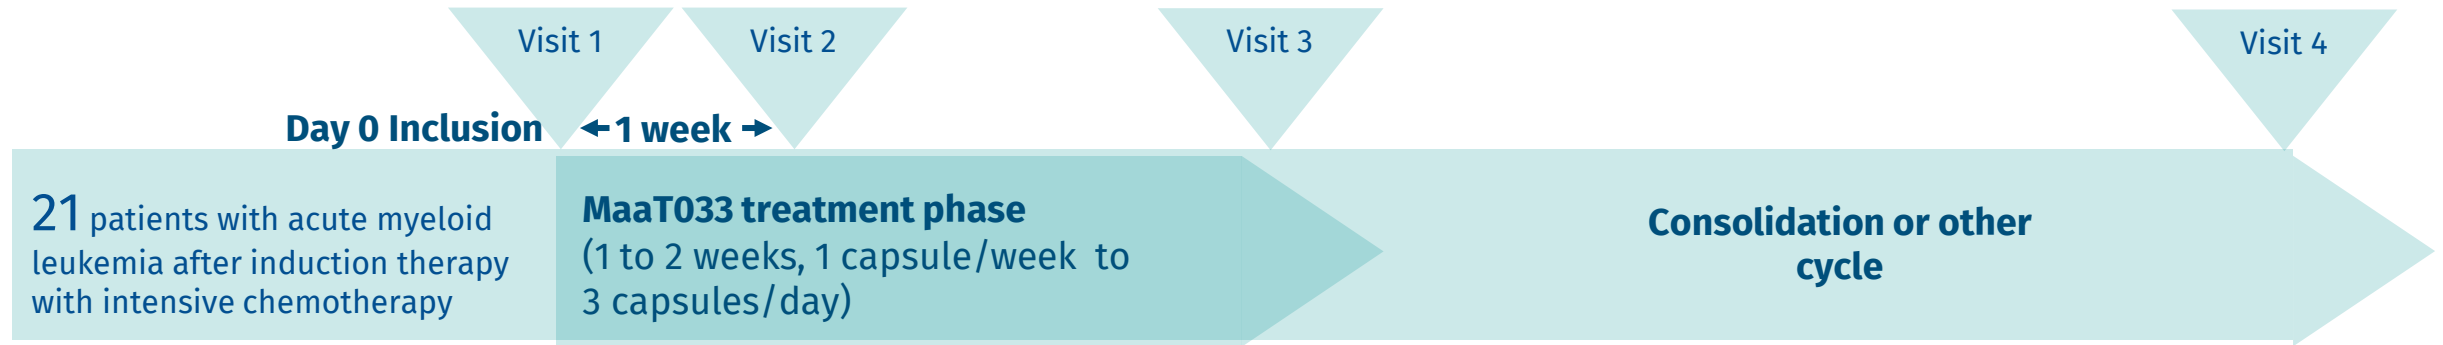 Visit 1
Visit 2
Visit 3
Visit 4
Day 0 Inclusion
1 week
21 patients with acute myeloid
leukemia after induction therapy
with intensive chemotherapy
MaaT033 treatment phase
(1 to 2 weeks, 1 capsule/week to
3 capsules/day)
Consolidation or other
cycle